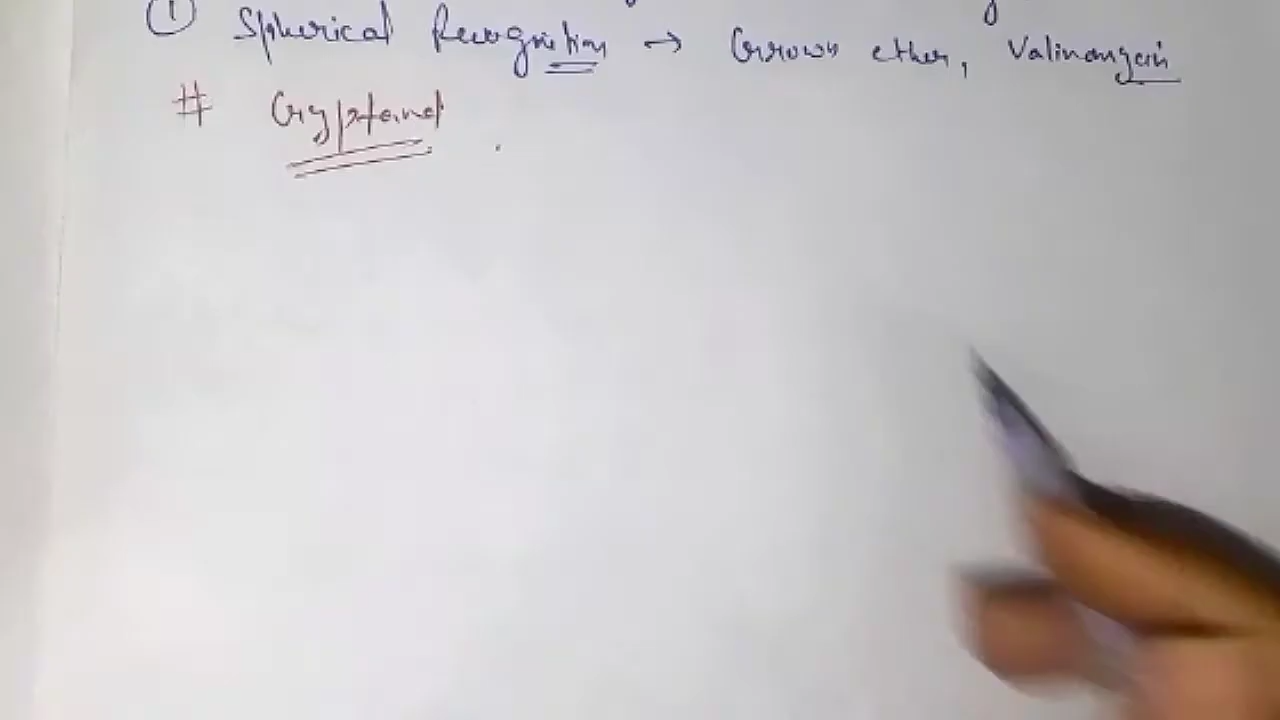 ① Spherical Recognition → Crown ether, Valinomycin
# Cryptand